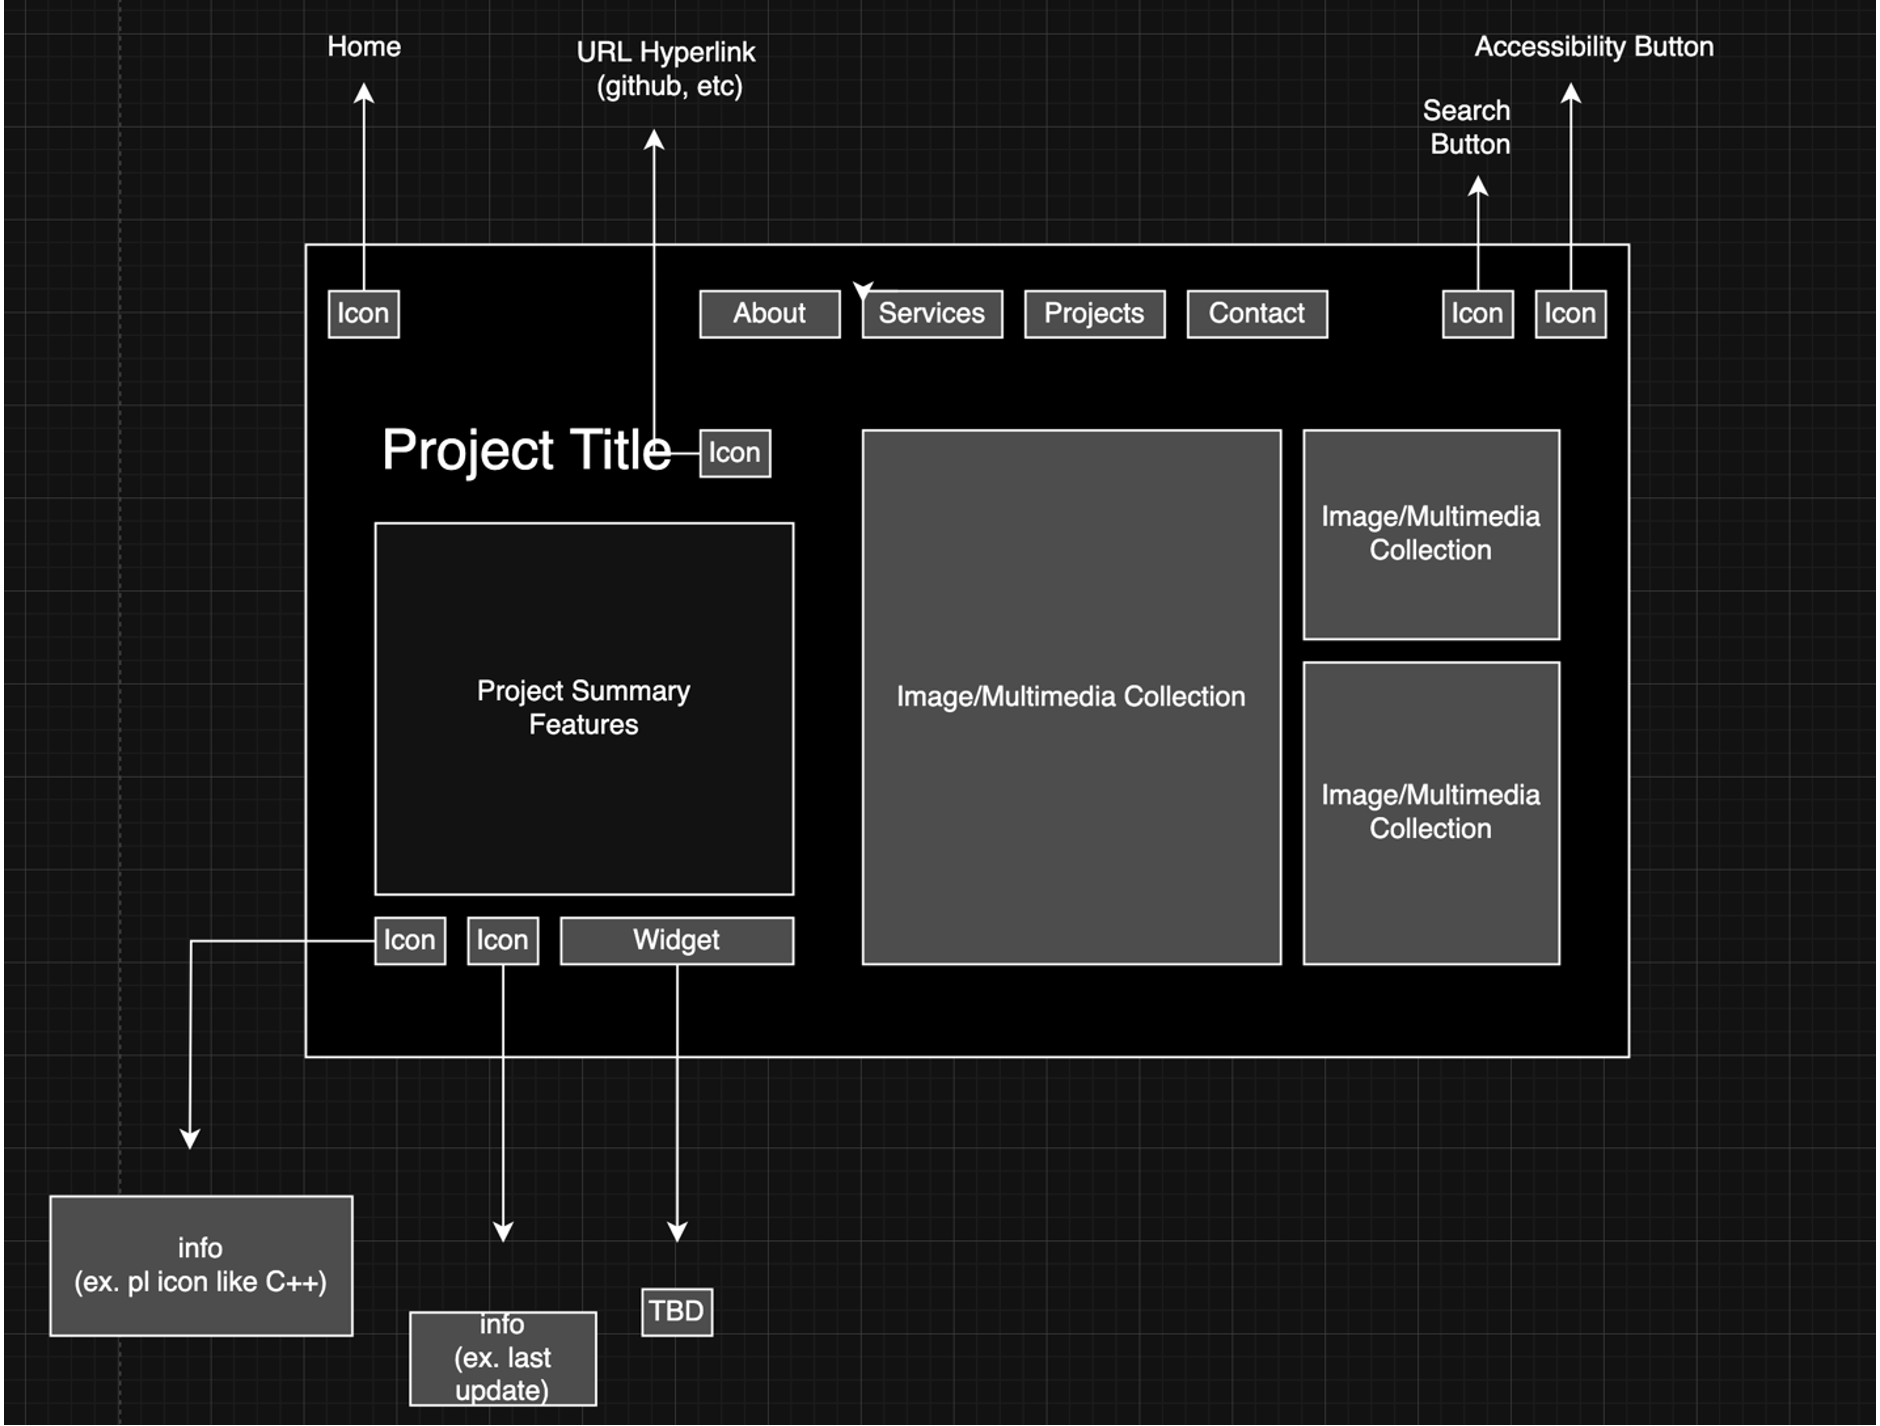 Home
URL Hyperlink
(github, etc)
Accessibility Button
Search
Button
Icon
About
Services
Projects
Contact
Icon
Icon
Project Title
Icon
Project Summary
Features
Image/Multimedia Collection
Image/Multimedia
Collection
Image/Multimedia
Collection
Icon
Icon
Widget
info
(ex. pl icon like C++)
info
(ex. last
update)
TBD